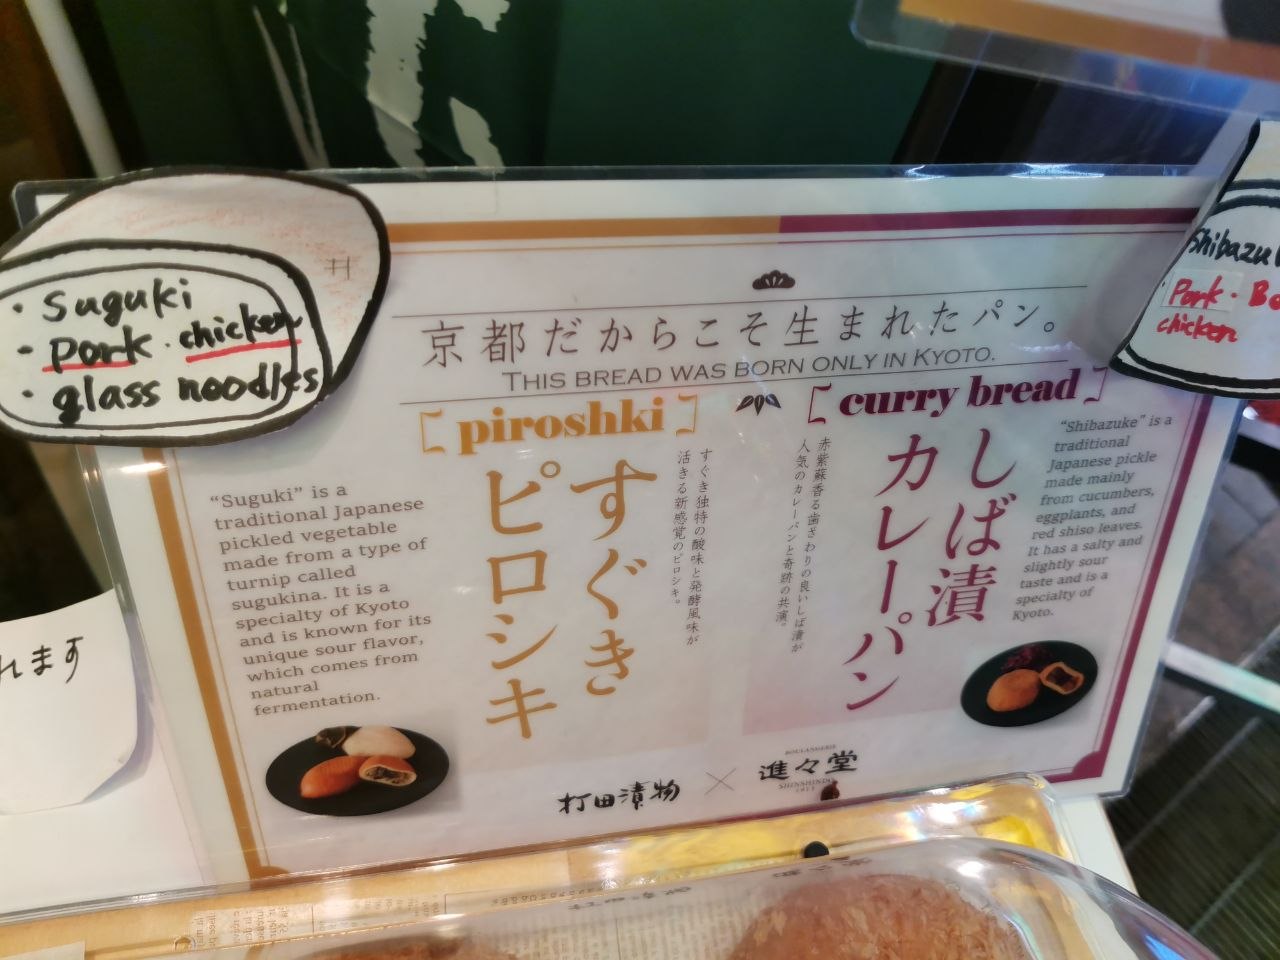 ・Suguki
- pork・chicken
・glass noodles
Shibazu
・Pork・Be
chicken
京都だからこそ生まれたパン。
THIS BREAD WAS BORN ONLY IN KYOTO.
[piroshki]
すぐき
ピロシキ
すぐき独特の酸味と発酵風味が
活きる新感覚のピロシキ。
“Suguki” is a
traditional Japanese
pickled vegetable
made from a type of
turnip called
sugukina. It is a
specialty of Kyoto
and is known for its
unique sour flavor,
which comes from
natural
fermentation.
[curry bread]
しば漬
カレーパン
赤紫蘇香る歯ざわりの良いしば漬が
人気のカレーパンと奇跡の共演。
“Shibazuke” is a
traditional
Japanese pickle
made mainly
from cucumbers,
eggplants, and
red shiso leaves.
It has a salty and
slightly sour
taste and is a
specialty of
Kyoto.
打田漬物 × 進々堂
BOULANGERIE
SHINSHINDO
れます